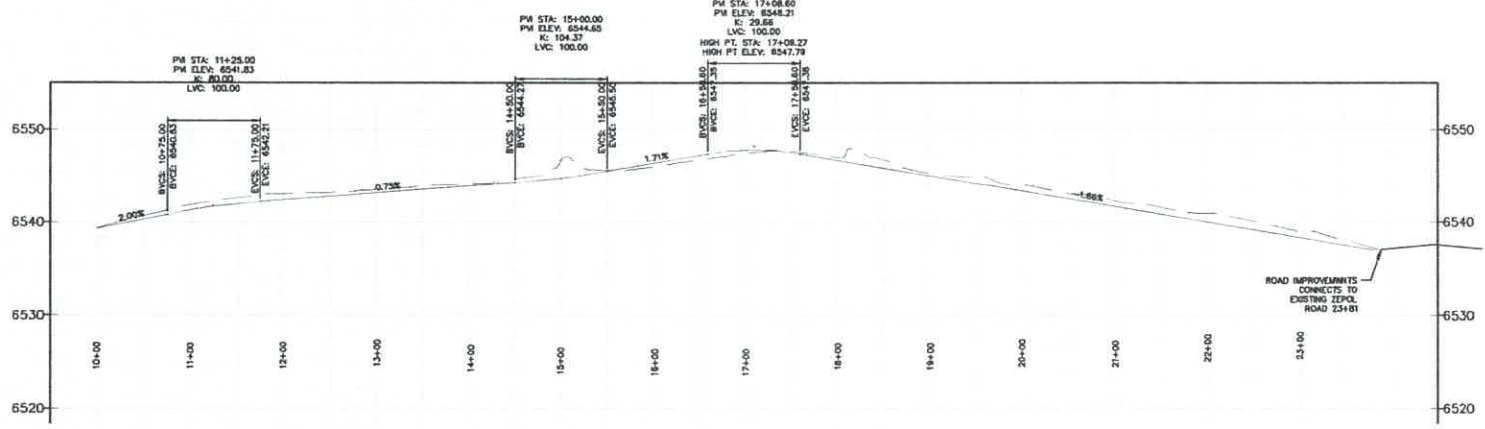 PVI STA: 11+25.00
PVI ELEV: 6541.83
K: 80.00
LVC: 100.00
BVCS: 10+75.00
BVCE: 6540.83
EVCS: 11+75.00
EVCE: 6542.21
PVI STA: 15+00.00
PVI ELEV: 6544.65
K: 104.37
LVC: 100.00
BVCS: 14+50.00
BVCE: 6544.27
EVCS: 15+50.00
EVCE: 6545.50
PVI STA: 17+08.60
PVI ELEV: 6548.21
K: 29.66
LVC: 100.00
HIGH PT. STA: 17+09.27
HIGH PT ELEV: 6547.79
BVCS: 16+58.60
BVCE: 6547.35
EVCS: 17+58.60
EVCE: 6547.38
6550
6550
2.00%
0.75%
1.71%
-1.66%
6540
6540
ROAD IMPROVEMNTS
CONNECTS TO
EXISTING ZEPOL
ROAD 23+81
6530
6530
10+00
11+00
12+00
13+00
14+00
15+00
16+00
17+00
18+00
19+00
20+00
21+00
22+00
23+00
6520
6520